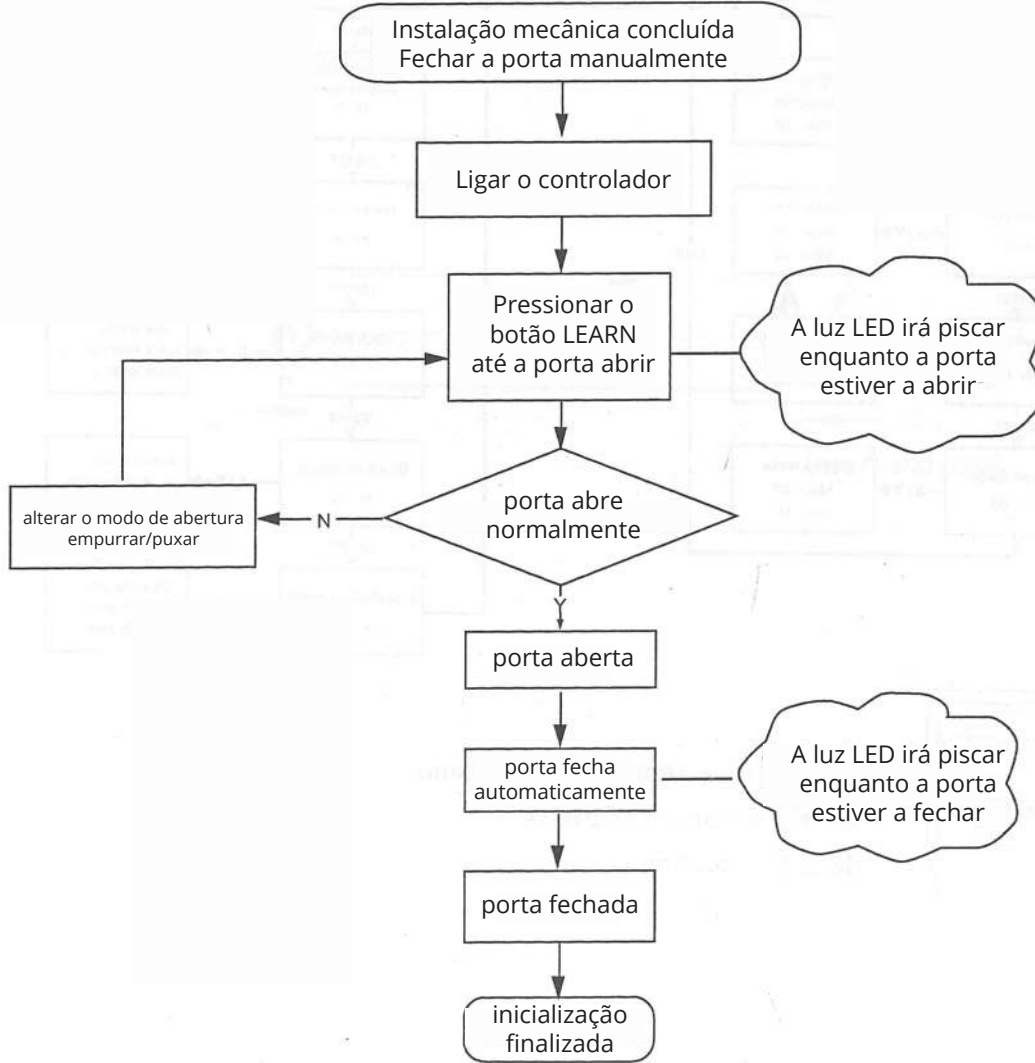 Instalação mecânica concluída
Fechar a porta manualmente
Ligar o controlador
Pressionar o
botão LEARN
até a porta abrir
A luz LED irá piscar
enquanto a porta
estiver a abrir
porta abre
normalmente
N
alterar o modo de abertura
empurrar/puxar
Y
porta aberta
porta fecha
automaticamente
A luz LED irá piscar
enquanto a porta
estiver a fechar
porta fechada
inicialização
finalizada